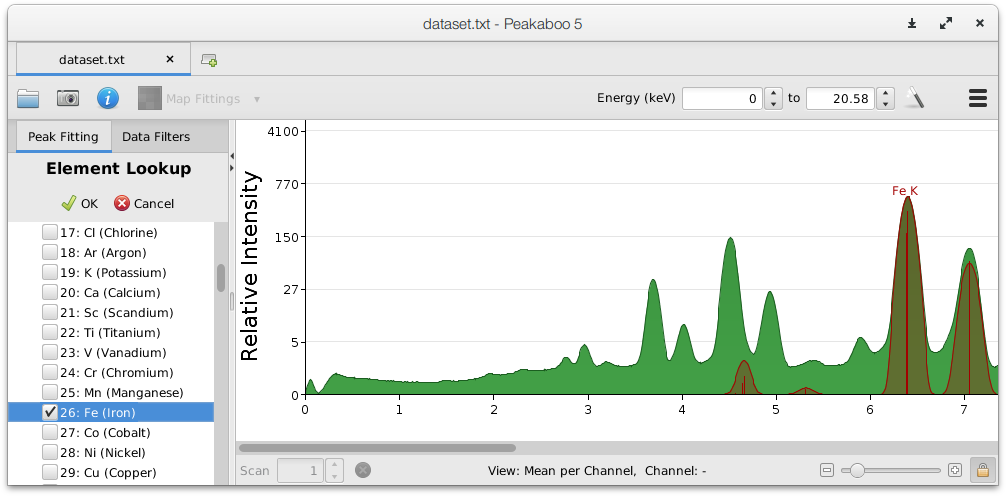 dataset.txt - Peakaboo 5
dataset.txt
Map Fittings
Energy (keV) 0 to 20.58
Peak Fitting Data Filters
Element Lookup
OK Cancel
17: Cl (Chlorine)
18: Ar (Argon)
19: K (Potassium)
20: Ca (Calcium)
21: Sc (Scandium)
22: Ti (Titanium)
23: V (Vanadium)
24: Cr (Chromium)
25: Mn (Manganese)
26: Fe (Iron)
27: Co (Cobalt)
28: Ni (Nickel)
29: Cu (Copper)
Relative Intensity
4100
770
150
27
5
0
Fe K
0 1 2 3 4 5 6 7
Scan 1
View: Mean per Channel, Channel: -